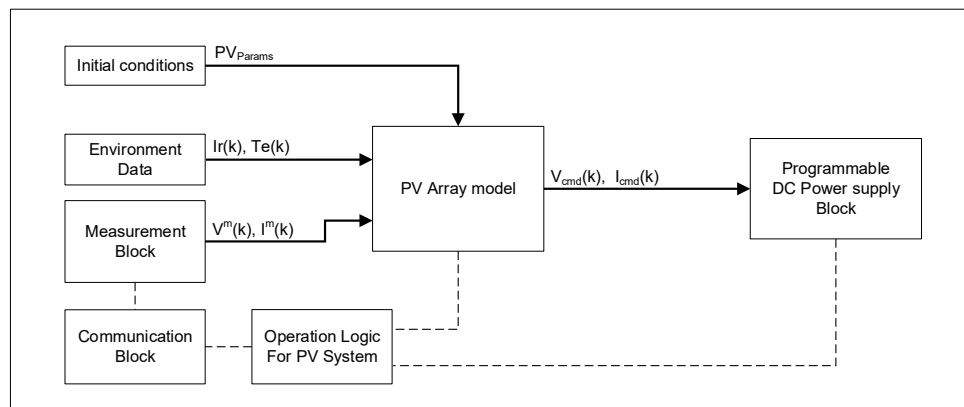 PV_Params
Initial conditions
Environment
Data
Ir(k), Te(k)
PV Array model
V_cmd(k), I_cmd(k)
Programmable
DC Power supply
Block
Measurement
Block
V^m(k), I^m(k)
Communication
Block
Operation Logic
For PV System